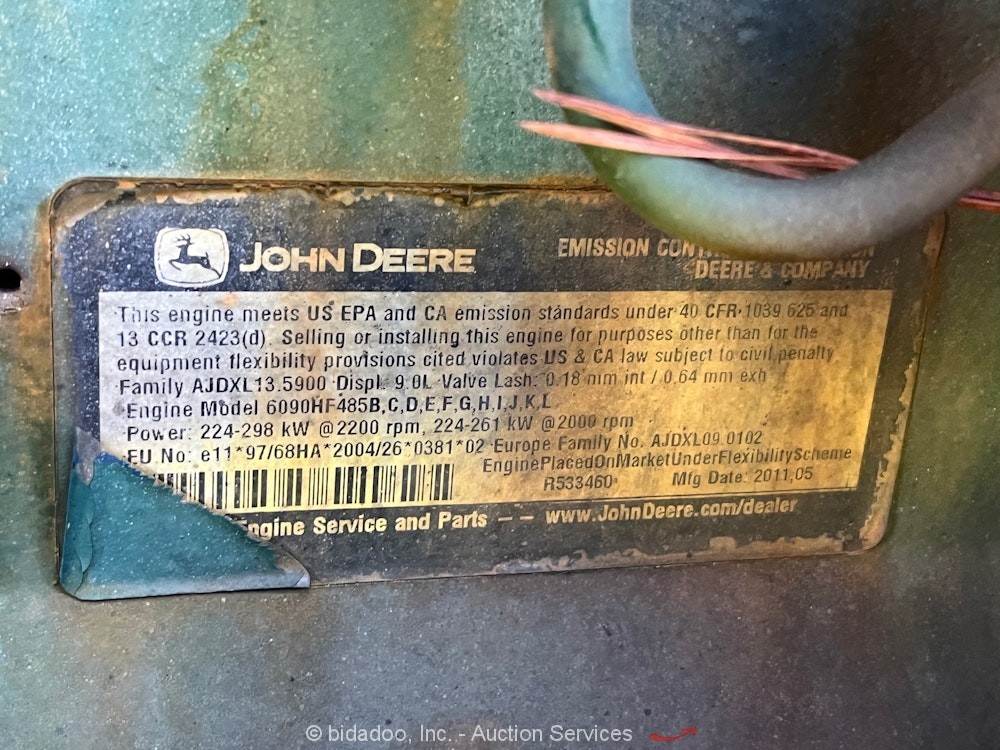 JOHN DEERE
EMISSION
DEERE & COMPANY
This engine meets US EPA and CA emission standards under 40 CFR 1039 625 and
13 CCR 2423(d). Selling or installing this engine for purposes other than for the
equipment flexibility provisions cited violates US & CA law subject to civil penalty
Family AJDXL13.5900 Displ. 9.0L Valve Lash: 0.18 mm int / 0.64 mm exh
Engine Model 6090HF485B,C,D,E,F,G,H,I,J,K,L
Power: 224-298 kW @2200 rpm, 224-261 kW @2000 rpm
EU No: e11*97/68HA*2004/26*0381*02 Europe Family No. AJDXL09.0102
EnginePlacedOnMarketUnderFlexibilityScheme
R533460 Mfg Date: 2011,05
Engine Service and Parts – – www.JohnDeere.com/dealer
© bidadoo, Inc. - Auction Services